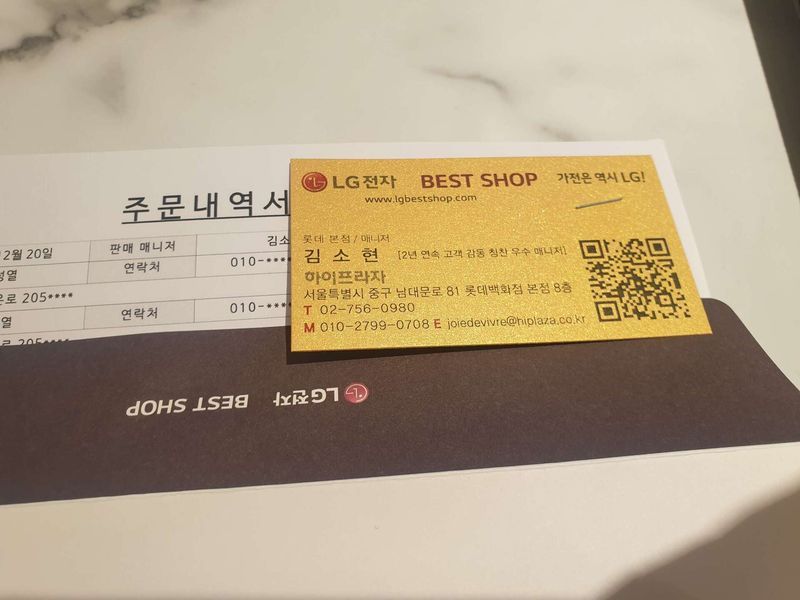 주문내역서
2월 20일 판매 매니저 김소
성열 연락처 010-****
로 205****
열 연락처 010-****
로 205****
LG전자 BEST SHOP 가전은 역시 LG!
www.lgbestshop.com
롯데 본점 / 매니저
김 소 현 [2년 연속 고객 감동 칭찬 우수 매니저]
하이프라자
서울특별시 중구 남대문로 81 롯데백화점 본점 8층
T 02-756-0980
M 010-2799-0708 E joiedevivre@hiplaza.co.kr
LG전자 BEST SHOP